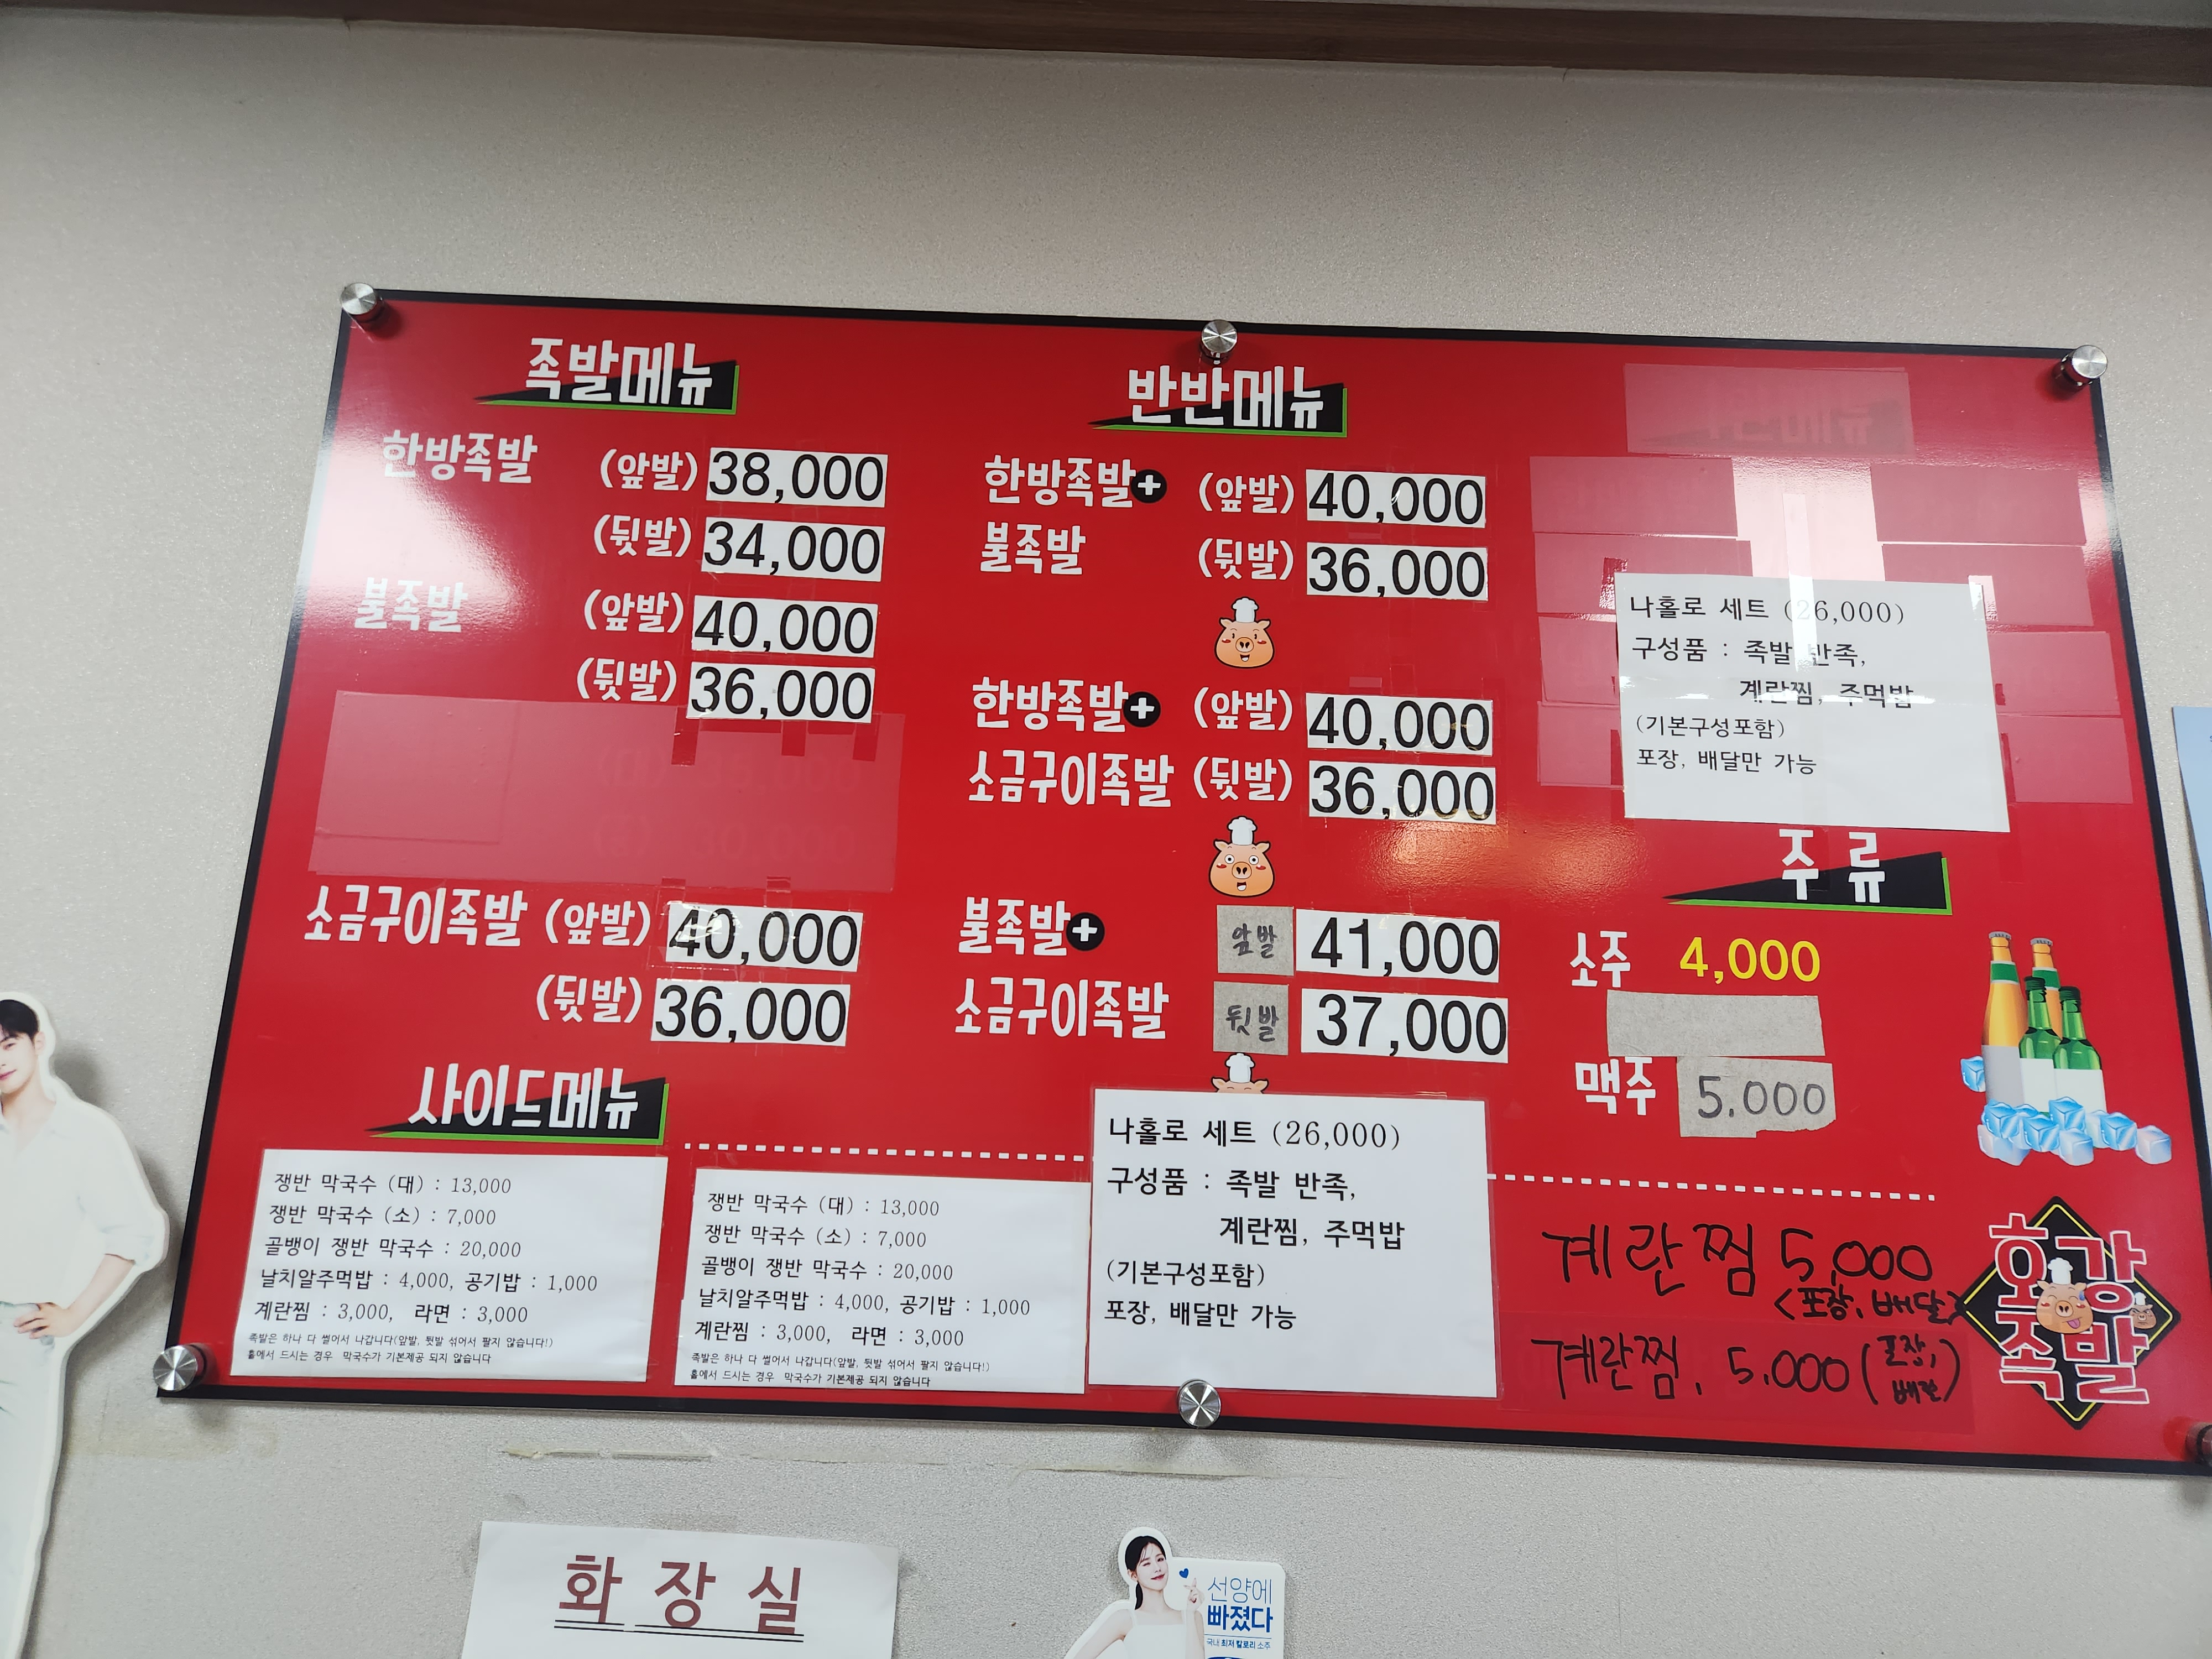 족발메뉴
한방족발 (앞발) 38,000
(뒷발) 34,000
불족발 (앞발) 40,000
(뒷발) 36,000
소금구이족발 (앞발) 40,000
(뒷발) 36,000
반반메뉴
한방족발+ (앞발) 40,000
불족발 (뒷발) 36,000
한방족발+ (앞발) 40,000
소금구이족발 (뒷발) 36,000
불족발+ 앞발 41,000
소금구이족발 뒷발 37,000
나홀로 세트 (26,000)
구성품 : 족발 반족,
계란찜, 주먹밥
(기본구성포함)
포장, 배달만 가능
주류
소주 4,000
맥주 5.000
사이드메뉴
쟁반 막국수 (대) : 13,000
쟁반 막국수 (소) : 7,000
골뱅이 쟁반 막국수 : 20,000
날치알주먹밥 : 4,000, 공기밥 : 1,000
계란찜 : 3,000, 라면 : 3,000
족발은 하나 다 썰어서 나갑니다(앞발, 뒷발 섞어서 팔지 않습니다!)
홀에서 드시는 경우 막국수가 기본제공 되지 않습니다
쟁반 막국수 (대) : 13,000
쟁반 막국수 (소) : 7,000
골뱅이 쟁반 막국수 : 20,000
날치알주먹밥 : 4,000, 공기밥 : 1,000
계란찜 : 3,000, 라면 : 3,000
족발은 하나 다 썰어서 나갑니다(앞발, 뒷발 섞어서 팔지 않습니다!)
홀에서 드시는 경우 막국수가 기본제공 되지 않습니다
나홀로 세트 (26,000)
구성품 : 족발 반족,
계란찜, 주먹밥
(기본구성포함)
포장, 배달만 가능
계란찜 5,000
<포장, 배달>
계란찜, 5.000 (포장, 배달)
족발
화장실
선양에
빠졌다
국내 최저 칼로리 소주